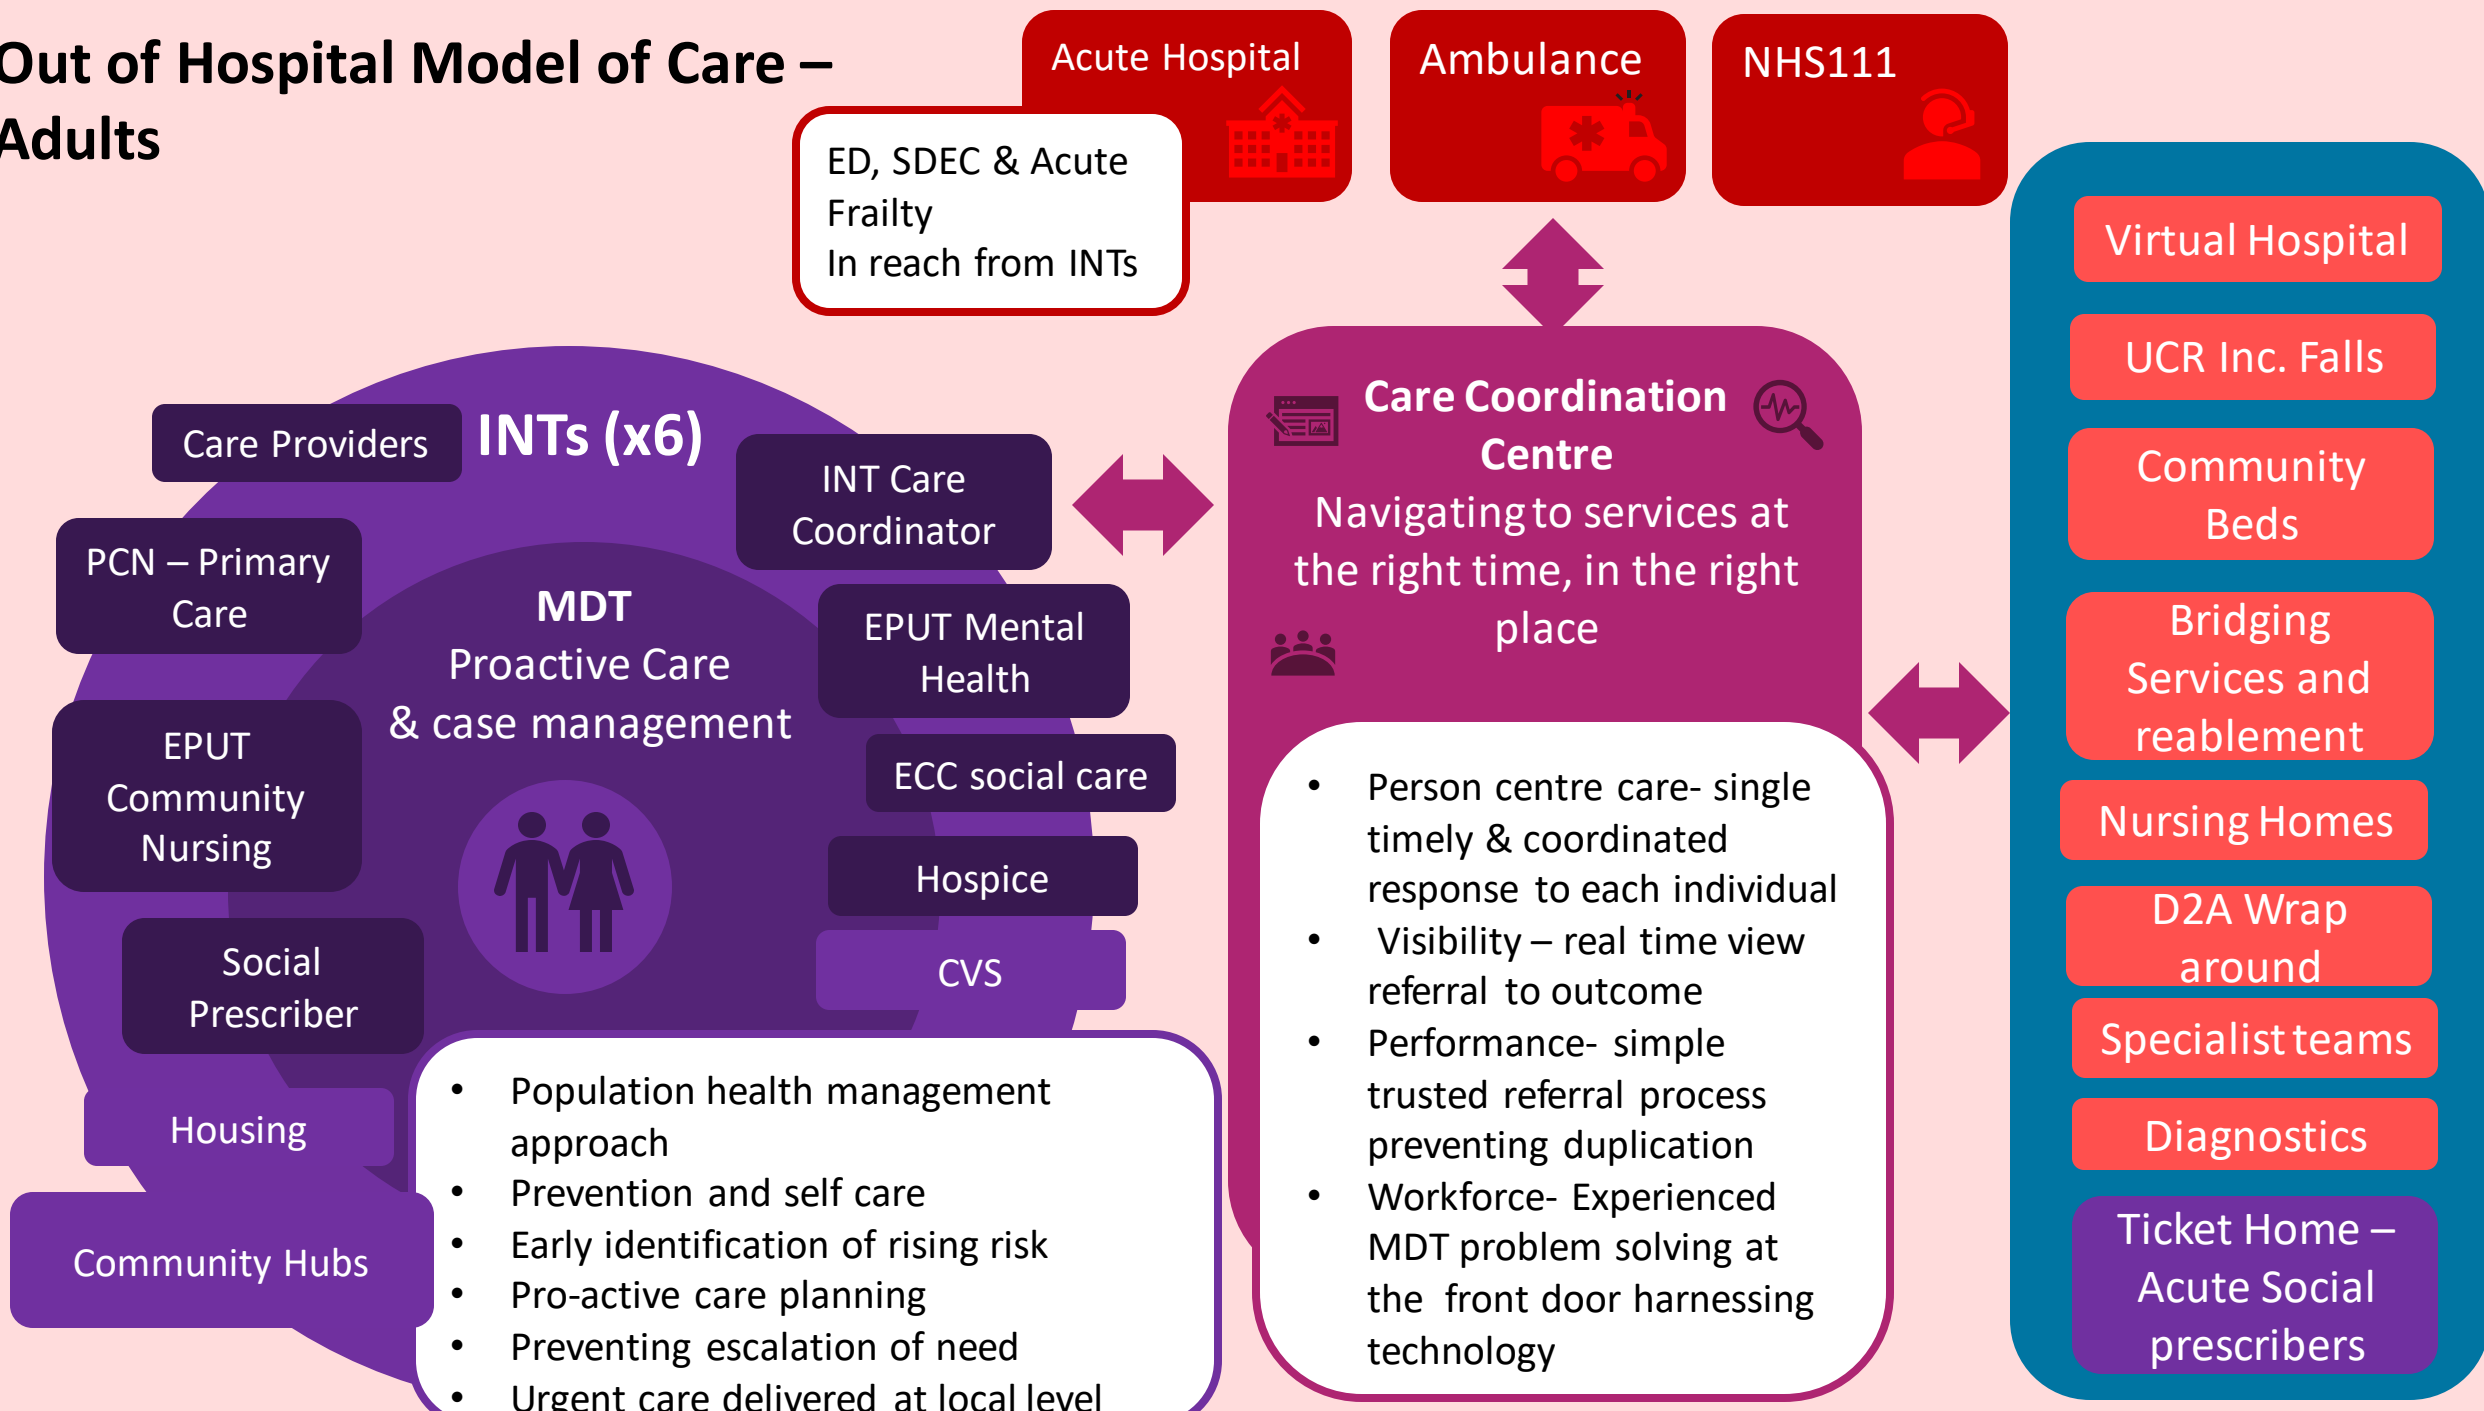 Out of Hospital Model of Care –
Adults
Acute Hospital
Ambulance
NHS111
ED, SDEC & Acute
Frailty
In reach from INTs
INTs (x6)
Care Providers
INT Care
Coordinator
PCN – Primary
Care
MDT
Proactive Care
& case management
EPUT Mental
Health
EPUT
Community
Nursing
ECC social care
Hospice
Social
Prescriber
CVS
Housing
Community Hubs
• Population health management
approach
• Prevention and self care
• Early identification of rising risk
• Pro-active care planning
• Preventing escalation of need
• Urgent care delivered at local level
Care Coordination
Centre
Navigating to services at
the right time, in the right
place
• Person centre care- single
timely & coordinated
response to each individual
• Visibility – real time view
referral to outcome
• Performance- simple
trusted referral process
preventing duplication
• Workforce- Experienced
MDT problem solving at
the front door harnessing
technology
Virtual Hospital
UCR Inc. Falls
Community
Beds
Bridging
Services and
reablement
Nursing Homes
D2A Wrap
around
Specialist teams
Diagnostics
Ticket Home –
Acute Social
prescribers